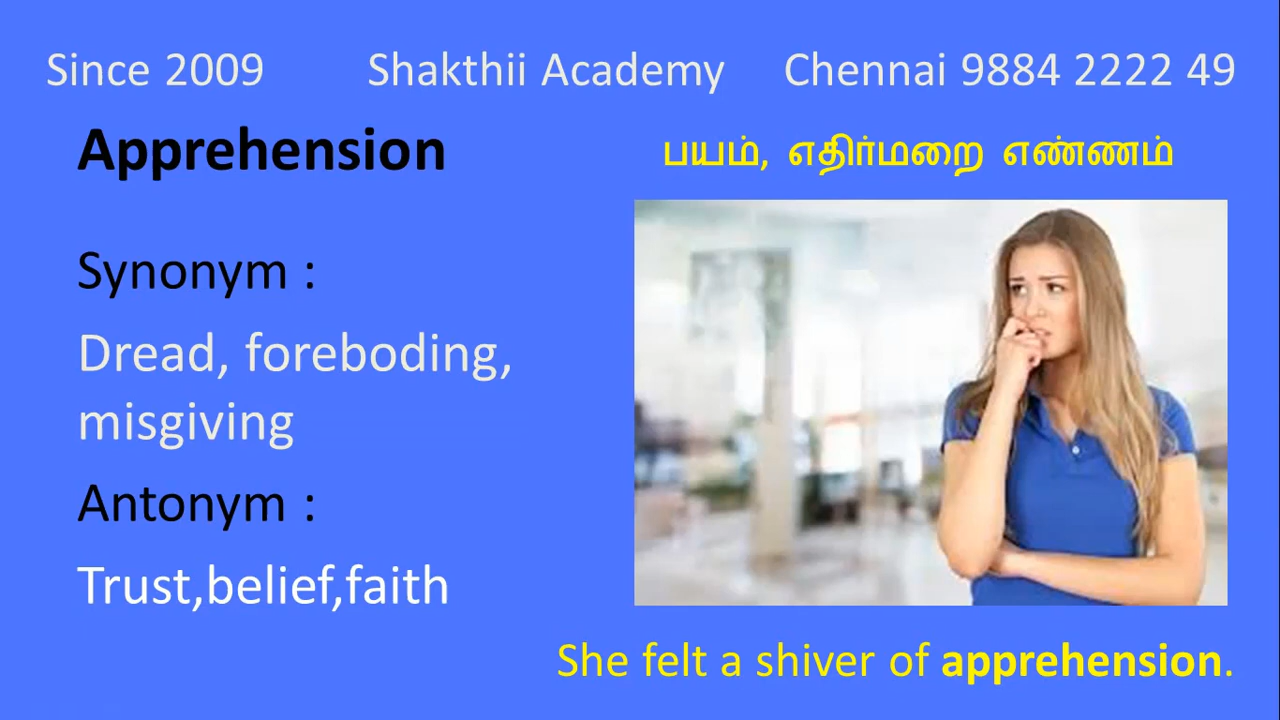 Since 2009 Shakthii Academy Chennai 9884 2222 49
Apprehension
பயம், எதிர்மறை எண்ணம்
Synonym :
Dread, foreboding,
misgiving
Antonym :
Trust,belief,faith
She felt a shiver of apprehension.